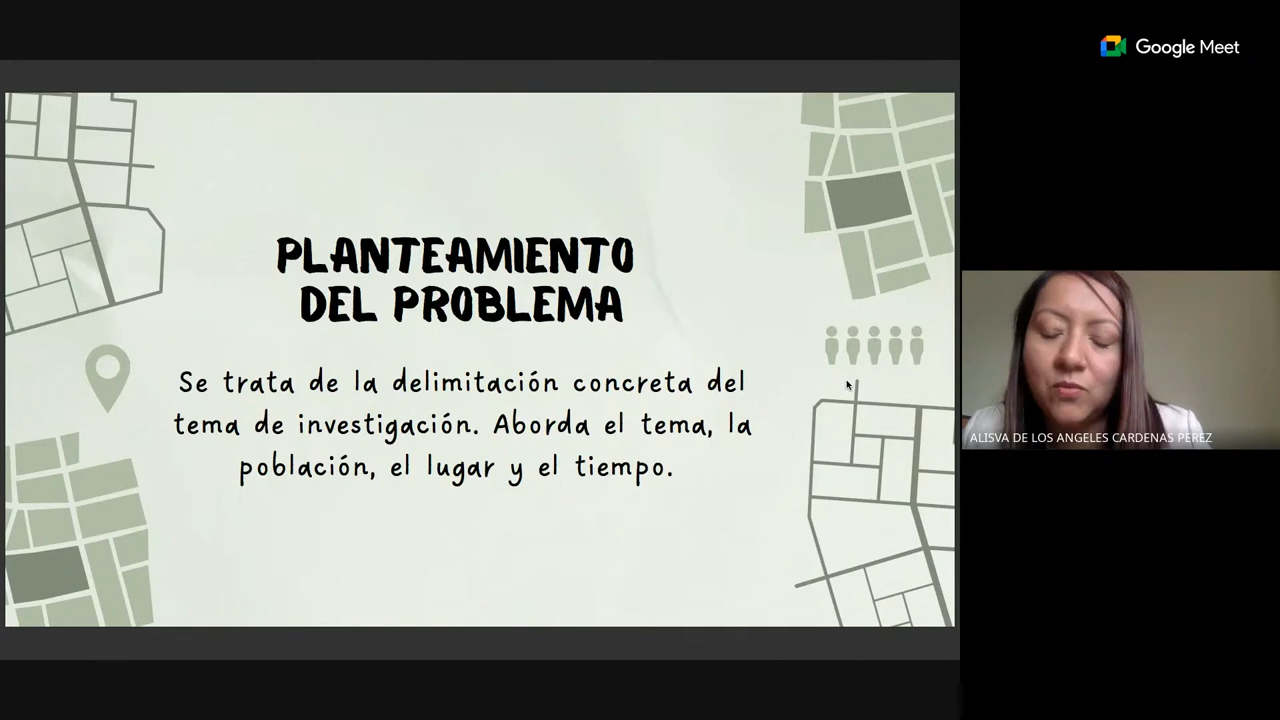 Google Meet
PLANTEAMIENTO
DEL PROBLEMA
Se trata de la delimitación concreta del
tema de investigación. Aborda el tema, la
población, el lugar y el tiempo.
ALISVA DE LOS ANGELES CARDENAS PEREZ